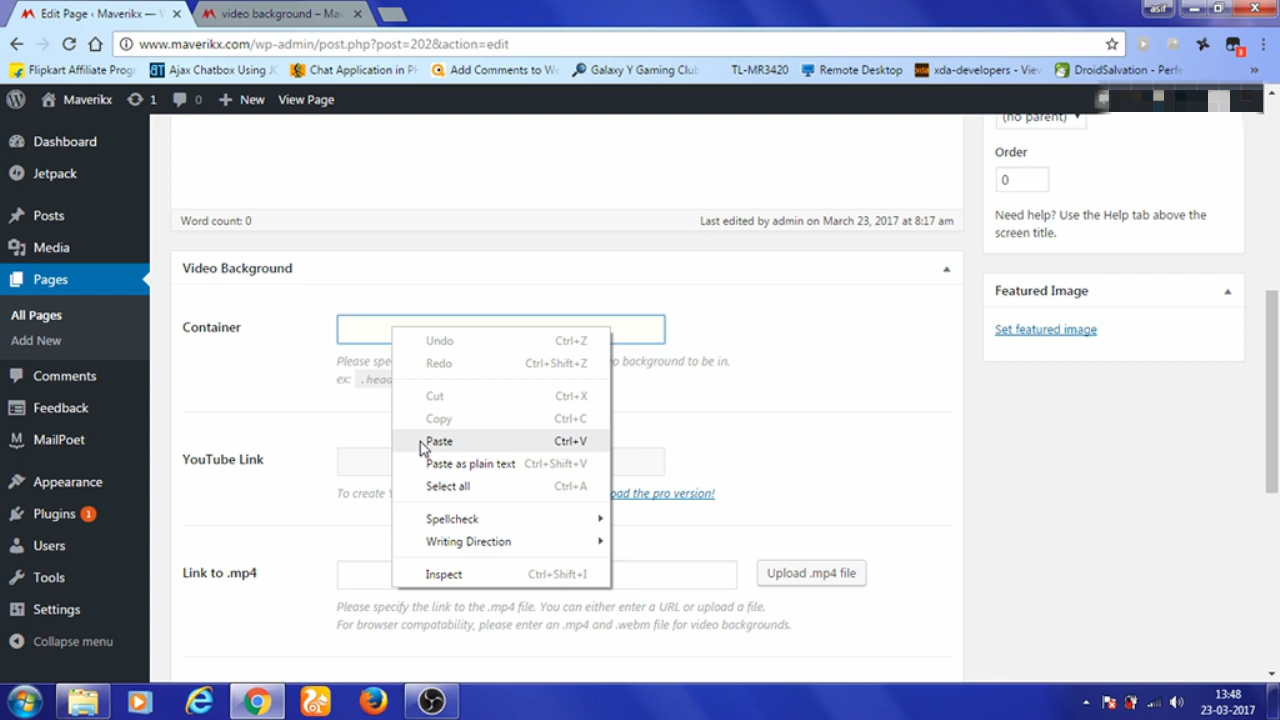 Edit Page ‹ Maverikx —
video background – Ma
asif
www.maverikx.com/wp-admin/post.php?post=202&action=edit
Flipkart Affiliate Prog
Ajax Chatbox Using
Chat Application in
Add Comments to
Galaxy Y Gaming Club
TL-MR3420
Remote Desktop
xda-developers - Vie
DroidSalvation - Perfe
»
3
Maverikx
1
0
New
View Page
Dashboard
Jetpack
Posts
Media
Pages
All Pages
Add New
Comments
Feedback
MailPoet
Appearance
Plugins 1
Users
Tools
Settings
Collapse menu
Word count: 0
Last edited by admin on March 23, 2017 at 8:17 am
(no parent)
Order
0
Need help? Use the Help tab above the
screen title.
Featured Image
Set featured image
Video Background
Container
Please spe
o background to be in.
ex: .head
YouTube Link
To create
oad the pro version!
Link to .mp4
Upload .mp4 file
Please specify the link to the .mp4 file. You can either enter a URL or upload a file.
For browser compatability, please enter an .mp4 and .webm file for video backgrounds.
Undo Ctrl+Z
Redo Ctrl+Shift+Z
Cut Ctrl+X
Copy Ctrl+C
Paste Ctrl+V
Paste as plain text Ctrl+Shift+V
Select all Ctrl+A
Spellcheck
Writing Direction
Inspect Ctrl+Shift+I
13:48
23-03-2017